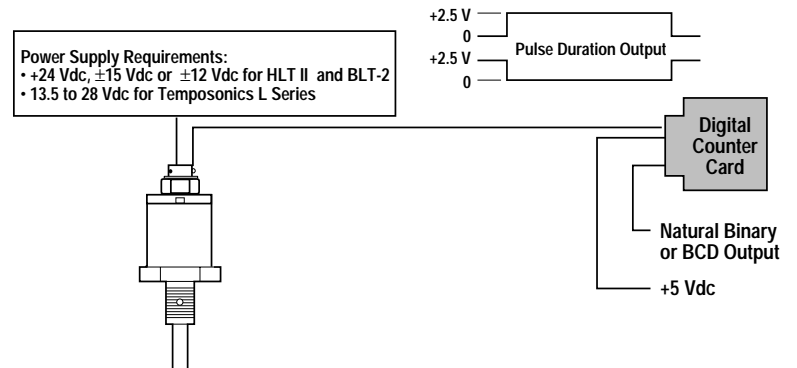 +2.5 V
0
+2.5 V
0
Pulse Duration Output
Power Supply Requirements:
• +24 Vdc, ±15 Vdc or ±12 Vdc for HLT II and BLT-2
• 13.5 to 28 Vdc for Temposonics L Series
Digital
Counter
Card
Natural Binary
or BCD Output
+5 Vdc